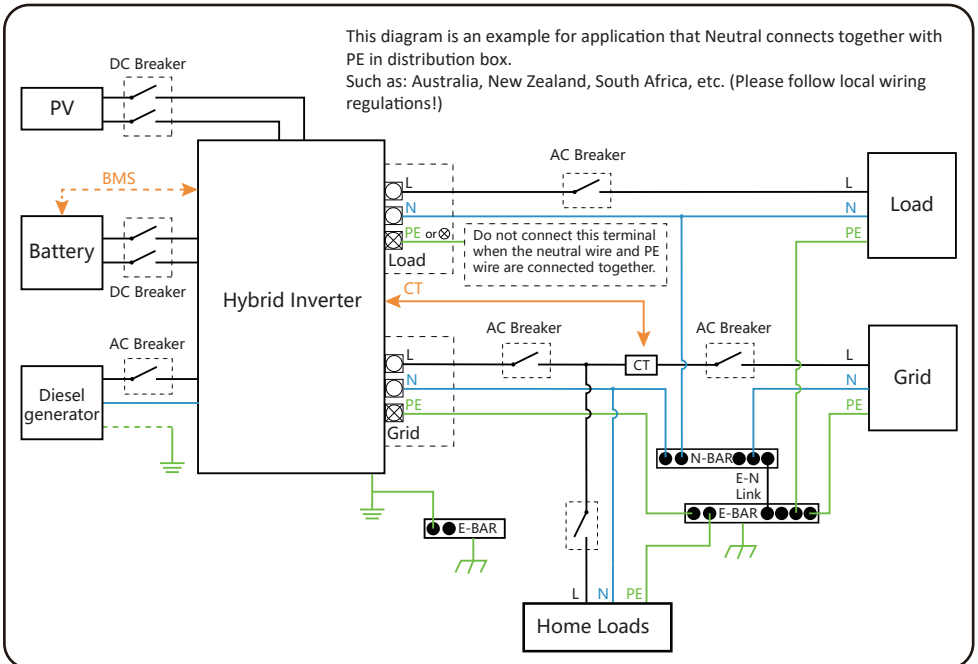 This diagram is an example for application that Neutral connects together with
PE in distribution box.
Such as: Australia, New Zealand, South Africa, etc. (Please follow local wiring
regulations!)
DC Breaker
PV
AC Breaker
BMS
L
L
N
N
Load
PE or⊗
PE
Do not connect this terminal
when the neutral wire and PE
wire are connected together.
Battery
Load
DC Breaker
Hybrid Inverter
CT
AC Breaker
AC Breaker
AC Breaker
L
CT
L
Diesel
generator
N
N
Grid
PE
PE
Grid
N-BAR
E-N
Link
E-BAR
E-BAR
L
N
PE
Home Loads